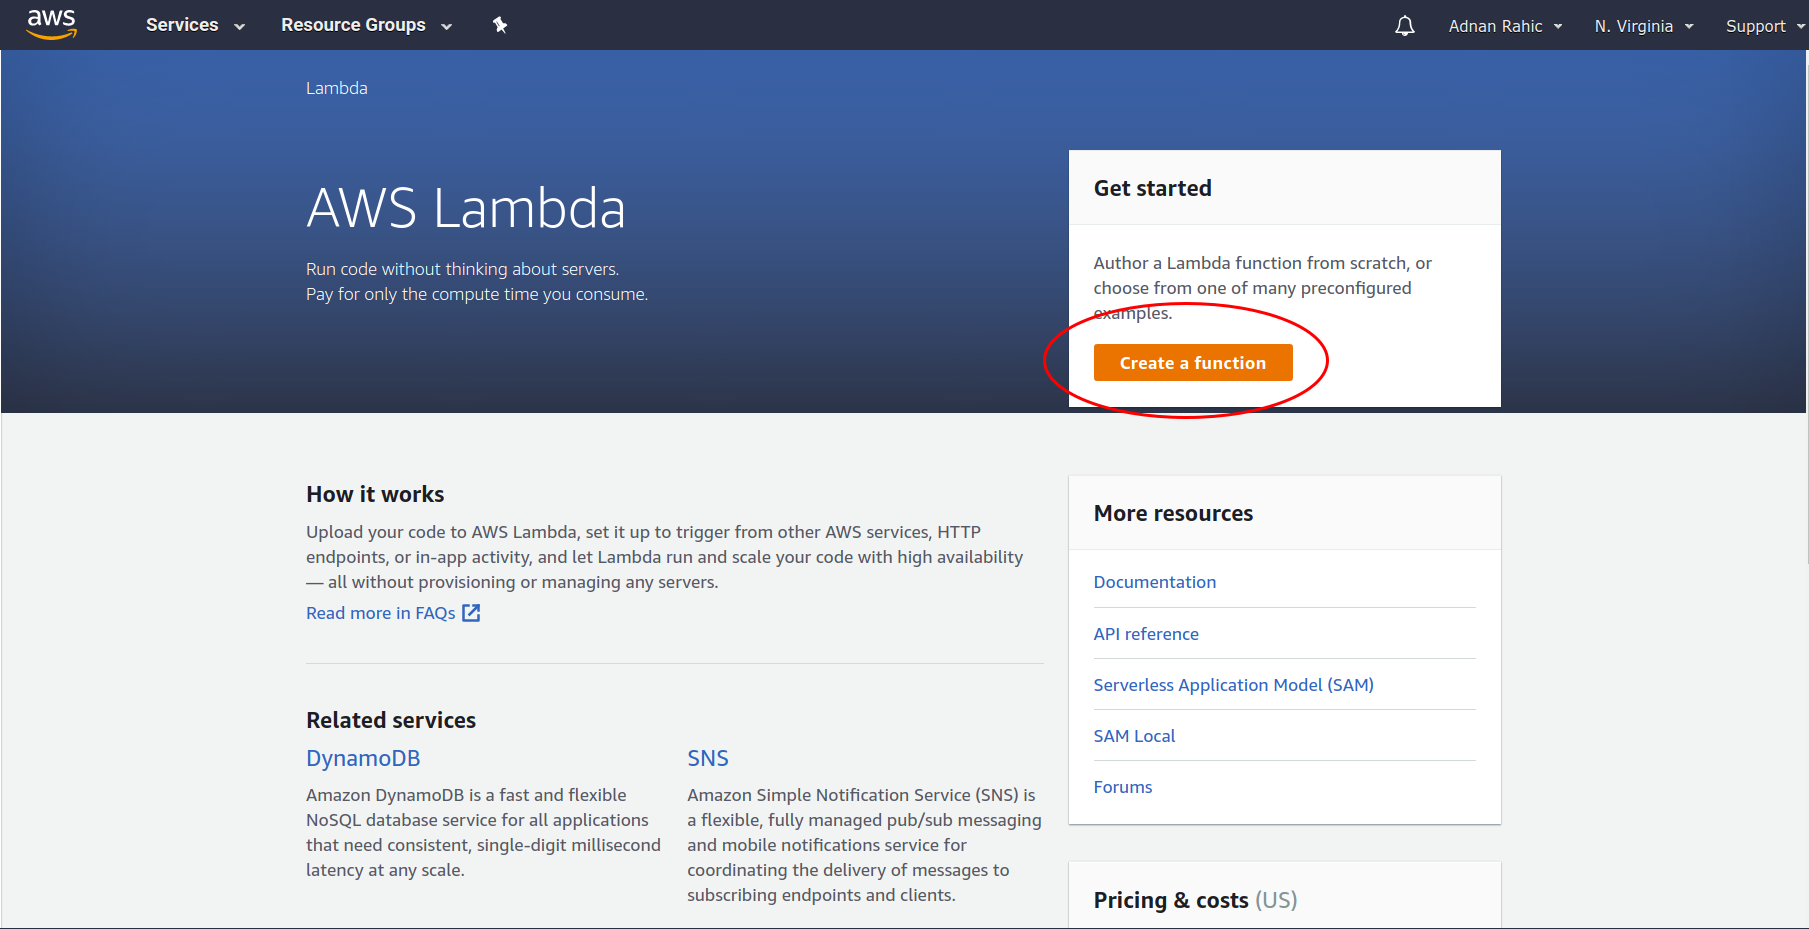 aws
Services
Resource Groups
Adnan Rahic
N. Virginia
Support
Lambda
AWS Lambda
Run code without thinking about servers.
Pay for only the compute time you consume.
Get started
Author a Lambda function from scratch, or
choose from one of many preconfigured
examples.
Create a function
How it works
Upload your code to AWS Lambda, set it up to trigger from other AWS services, HTTP
endpoints, or in-app activity, and let Lambda run and scale your code with high availability
— all without provisioning or managing any servers.
Read more in FAQs
Related services
DynamoDB
Amazon DynamoDB is a fast and flexible
NoSQL database service for all applications
that need consistent, single-digit millisecond
latency at any scale.
SNS
Amazon Simple Notification Service (SNS) is
a flexible, fully managed pub/sub messaging
and mobile notifications service for
coordinating the delivery of messages to
subscribing endpoints and clients.
More resources
Documentation
API reference
Serverless Application Model (SAM)
SAM Local
Forums
Pricing & costs (US)